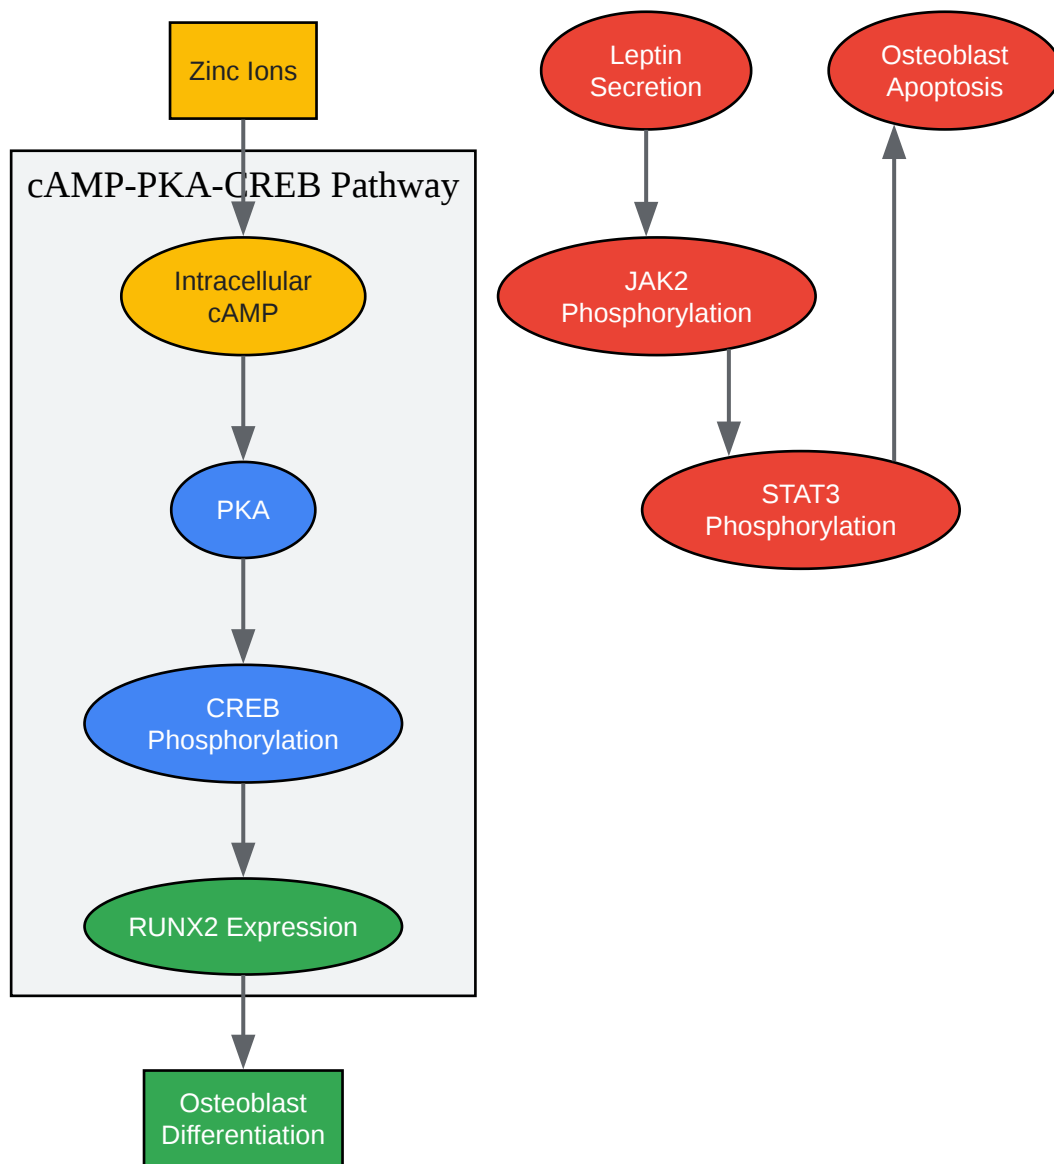 Zinc Ions
Leptin
Secretion
Osteoblast
Apoptosis
cAMP-PKA-CREB Pathway
Intracellular
cAMP
JAK2
Phosphorylation
PKA
STAT3
Phosphorylation
CREB
Phosphorylation
RUNX2 Expression
Osteoblast
Differentiation